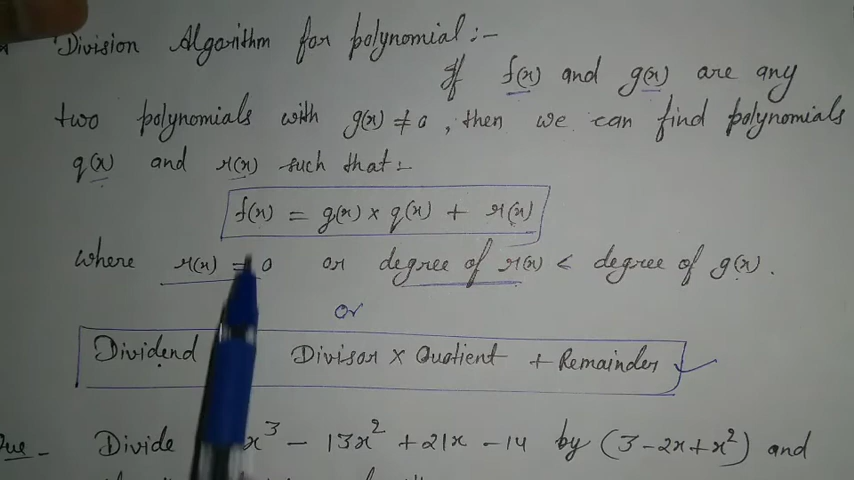 Division Algorithm for polynomial :-
If f(x) and g(x) are any
two polynomials with g(x) ≠ 0, then we can find polynomials
q(x) and r(x) such that :-
f(x) = g(x) × q(x) + r(x)
where r(x) = 0 or degree of r(x) < degree of g(x).
or
Dividend Divisor × Quotient + Remainder
Que - Divide x³ - 13x² + 21x - 14 by (3 - 2x + x²) and